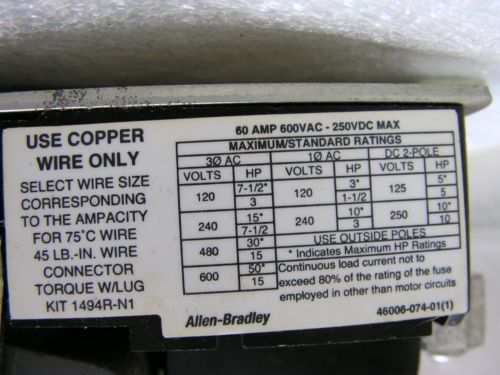 USE COPPER
WIRE ONLY
SELECT WIRE SIZE
CORRESPONDING
TO THE AMPACITY
FOR 75°C WIRE
45 LB.-IN. WIRE
CONNECTOR
TORQUE W/LUG
KIT 1494R-N1
60 AMP 600VAC - 250VDC MAX
MAXIMUM/STANDARD RATINGS
3Ø AC 1Ø AC DC 2-POLE
VOLTS HP VOLTS HP VOLTS HP
120 7-1/2* 120 3* 125 5*
3 1-1/2 5
240 15* 240 10* 250 10*
7-1/2 3 10
480 30* USE OUTSIDE POLES
15 * Indicates Maximum HP Ratings
600 50* Continuous load current not to
15 exceed 80% of the rating of the fuse
employed in other than motor circuits
Allen-Bradley 46006-074-01(1)